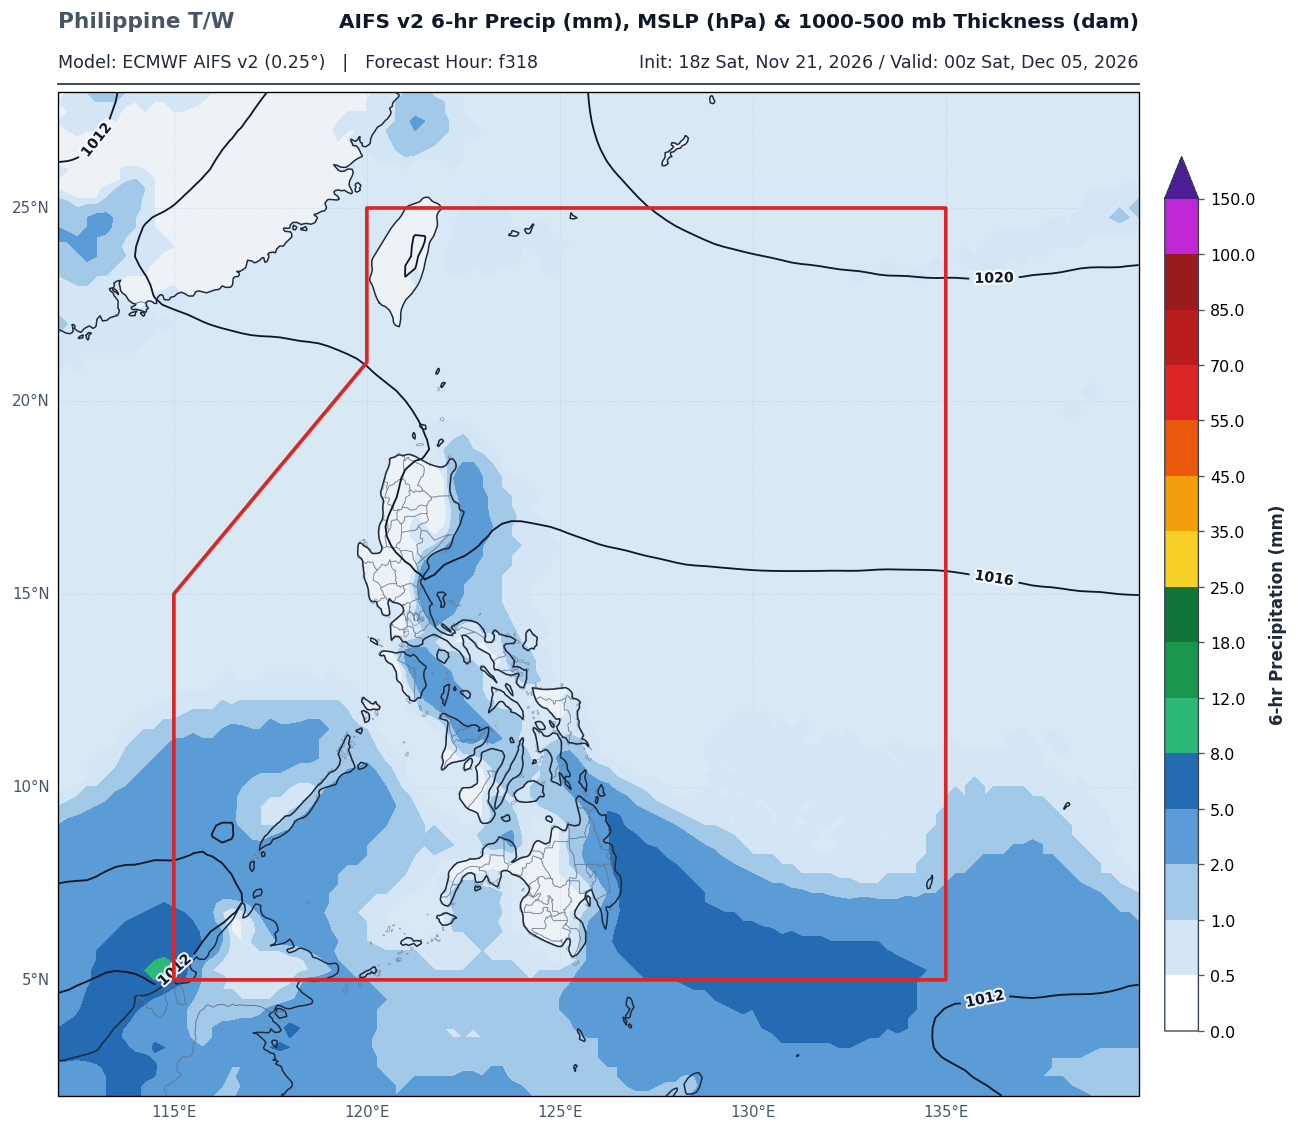 Philippine T/W
AIFS v2 6-hr Precip (mm), MSLP (hPa) & 1000-500 mb Thickness (dam)
Model: ECMWF AIFS v2 (0.25°) | Forecast Hour: f318
Init: 18z Sat, Nov 21, 2026 / Valid: 00z Sat, Dec 05, 2026
1012
1020
1016
1012
1012
25°N
20°N
15°N
10°N
5°N
115°E
120°E
125°E
130°E
135°E
150.0
100.0
85.0
70.0
55.0
45.0
35.0
25.0
18.0
12.0
8.0
5.0
2.0
1.0
0.5
0.0
6-hr Precipitation (mm)